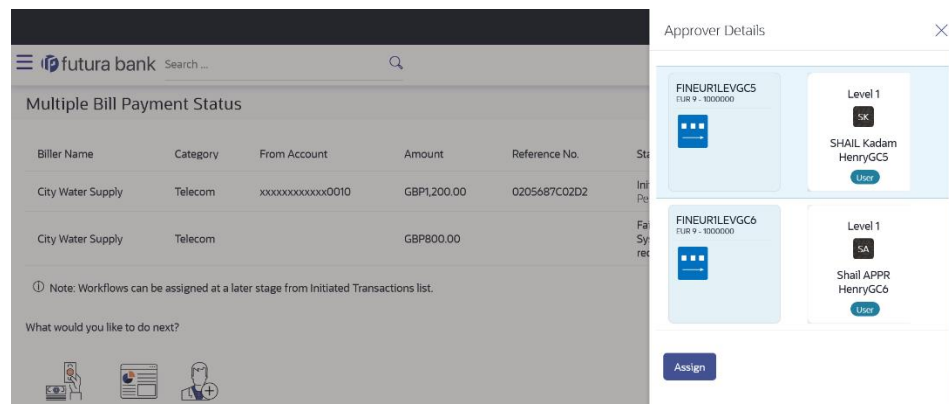 Approver Details
futura bank Search ...
Multiple Bill Payment Status
Biller Name Category From Account Amount Reference No.
City Water Supply Telecom xxxxxxxxxxxx0010 GBP1,200.00 0205687C02D2
City Water Supply Telecom GBP800.00
Note: Workflows can be assigned at a later stage from Initiated Transactions list.
What would you like to do next?
FINEUR1LEVGC5
EUR 9 - 1000000
Level 1
SK
SHAIL Kadam
HenryGC5
User
FINEUR1LEVGC6
EUR 9 - 1000000
Level 1
SA
Shail APPR
HenryGC6
User
Assign